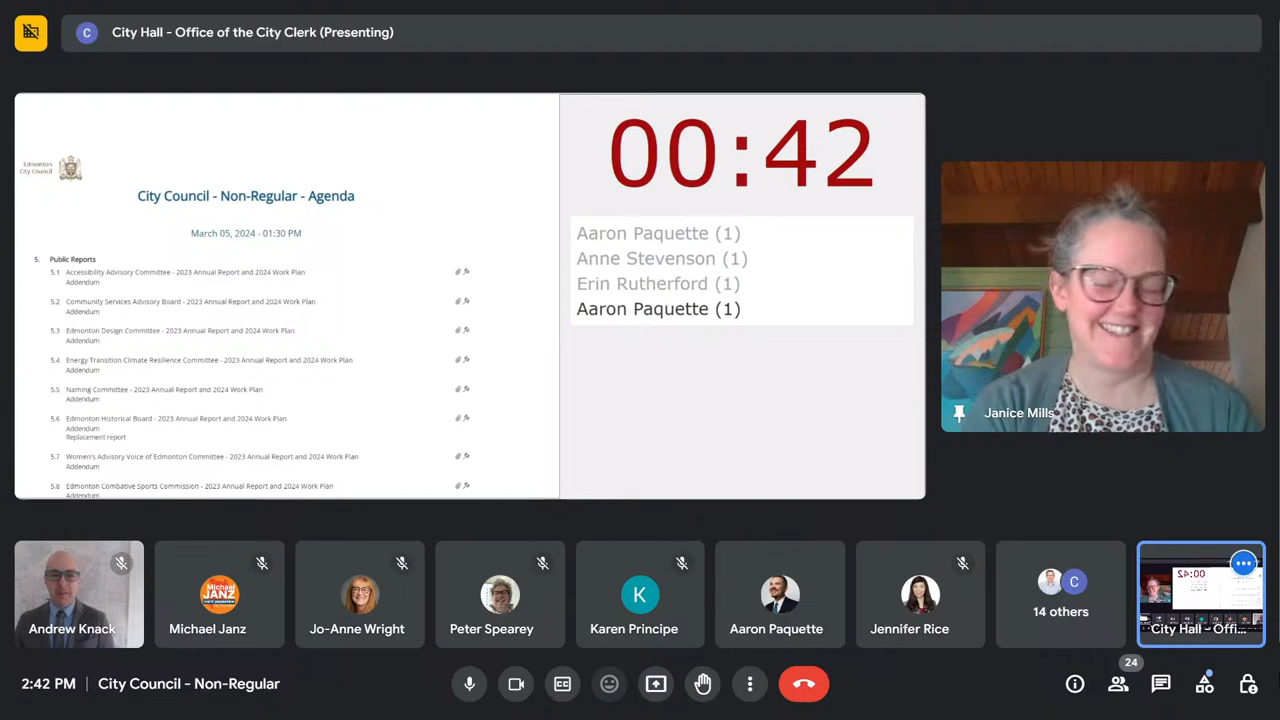 C City Hall - Office of the City Clerk (Presenting)
Edmonton
City Council
City Council - Non-Regular - Agenda
March 05, 2024 - 01:30 PM
5. Public Reports
5.1 Accessibility Advisory Committee - 2023 Annual Report and 2024 Work Plan
Addendum
5.2 Community Services Advisory Board - 2023 Annual Report and 2024 Work Plan
Addendum
5.3 Edmonton Design Committee - 2023 Annual Report and 2024 Work Plan
Addendum
5.4 Energy Transition Climate Resilience Committee - 2023 Annual Report and 2024 Work Plan
Addendum
5.5 Naming Committee - 2023 Annual Report and 2024 Work Plan
Addendum
5.6 Edmonton Historical Board - 2023 Annual Report and 2024 Work Plan
Addendum
Replacement report
5.7 Women's Advisory Voice of Edmonton Committee - 2023 Annual Report and 2024 Work Plan
Addendum
5.8 Edmonton Combative Sports Commission - 2023 Annual Report and 2024 Work Plan
Addendum
00:42
Aaron Paquette (1)
Anne Stevenson (1)
Erin Rutherford (1)
Aaron Paquette (1)
Janice Mills
Andrew Knack
Michael JANZ
Michael Janz
Jo-Anne Wright
Peter Spearey
K
Karen Principe
Aaron Paquette
Jennifer Rice
C
14 others
00:42
City Hall - Offi...
24
2:42 PM | City Council - Non-Regular